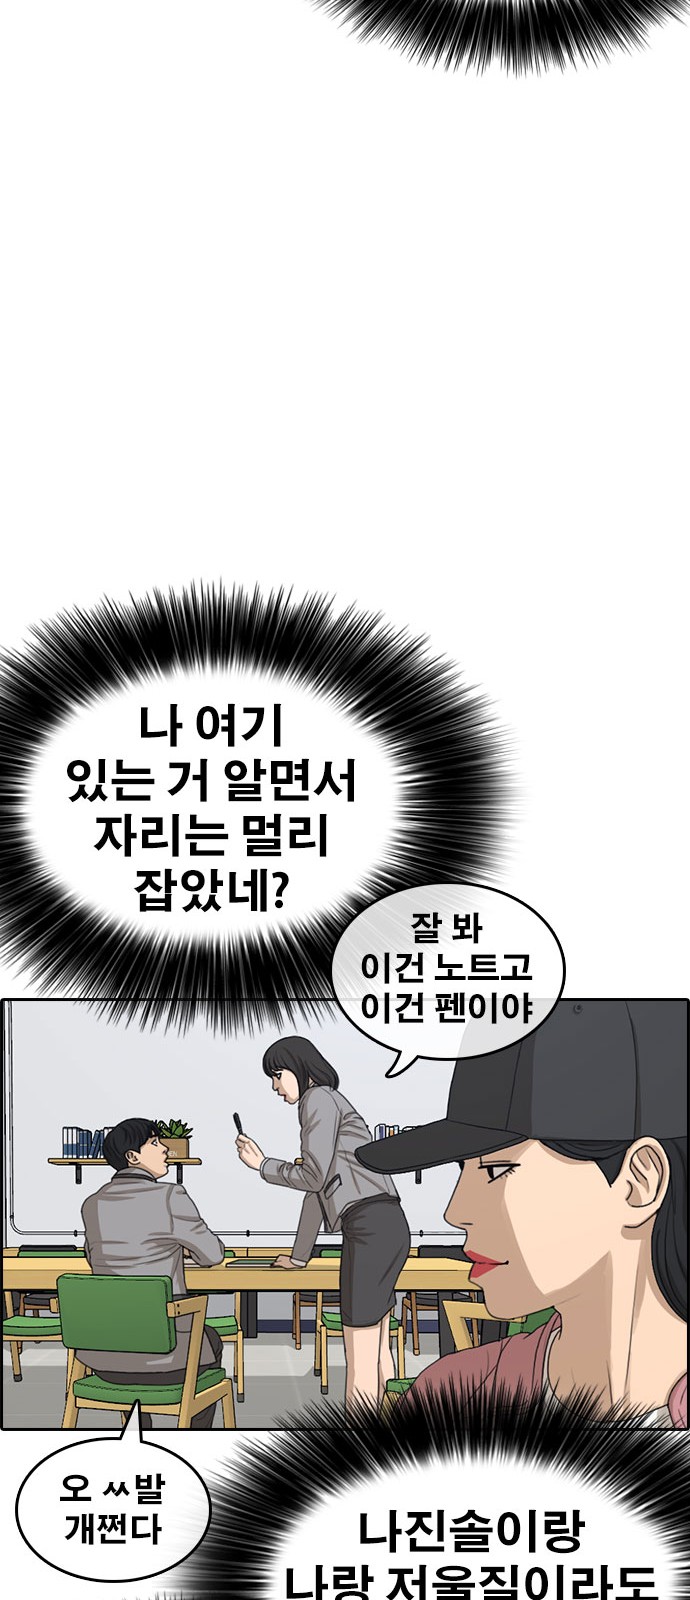 나 여기
있는 거 알면서
자리는 멀리
잡았네?
잘 봐
이건 노트고
이건 펜이야
오 ㅆ발
개쩐다
나진솔이랑
나랑 저울질이라도